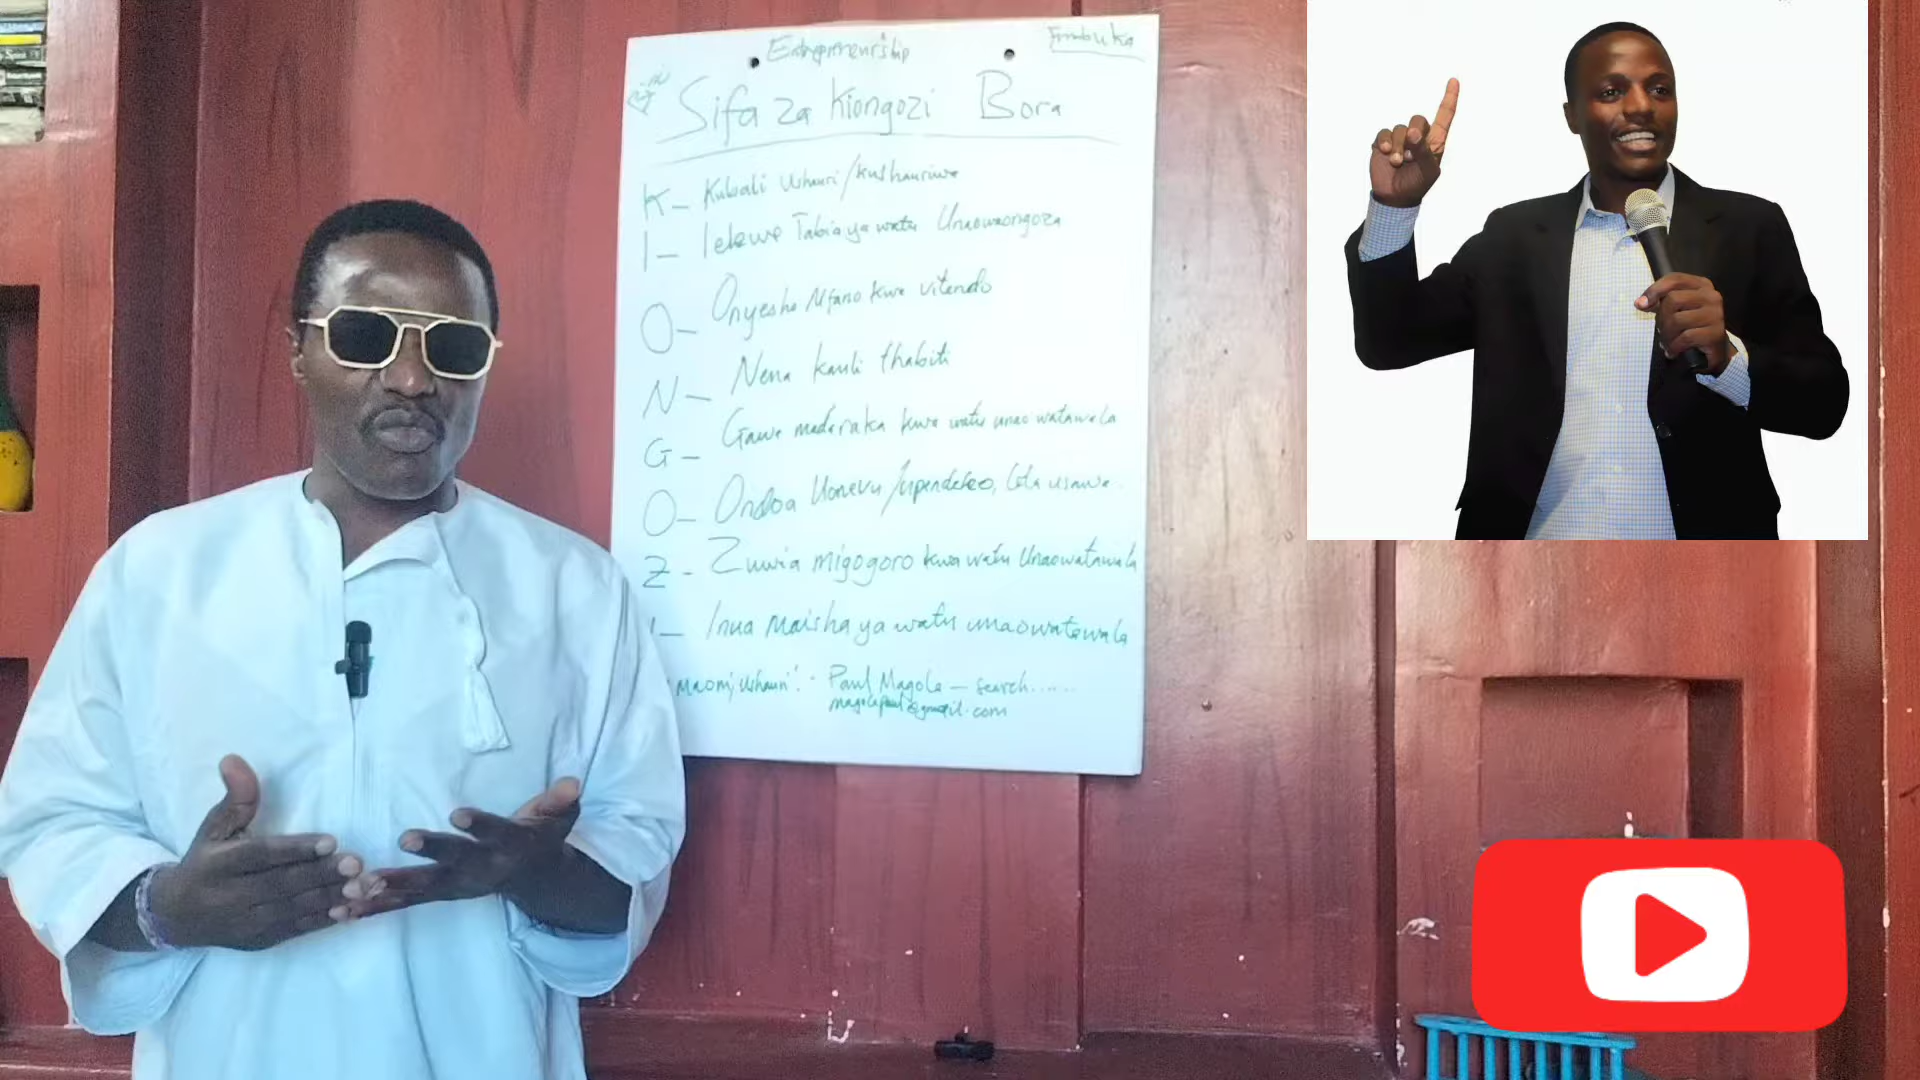 Entrepreneurship
Fumbuka
Sifa za Kiongozi Bora
K- Kubali Ushauri/kushauriwa
I- Ielewe Tabia ya watu Unaowaongoza
O- Onyesha Mfano kwa vitendo
N- Nena kauli thabiti
G- Gawa madaraka kwa watu unao watawala
O- Ondoa Uonevu/upendeleo, leta usawa..
Z- Zuwia migogoro kwa watu Unaowatawala
I- Inua Maisha ya watu unaowatawala
maoni/ushauri: - Paul Magola - search......
magolapaul@gmail.com